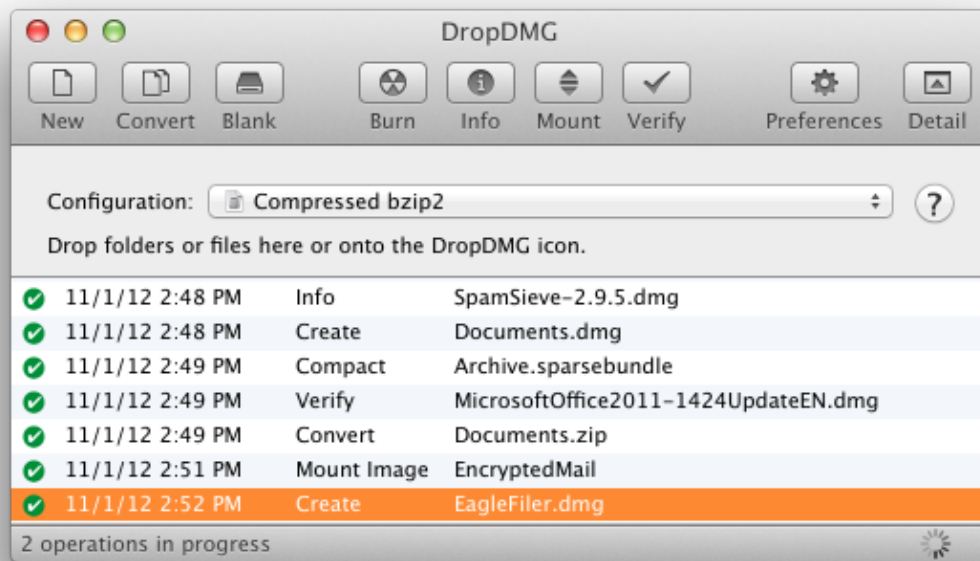 DropDMG
New Convert Blank Burn Info Mount Verify Preferences Detail
Configuration: Compressed bzip2 ?
Drop folders or files here or onto the DropDMG icon.
11/1/12 2:48 PM Info SpamSieve-2.9.5.dmg
11/1/12 2:48 PM Create Documents.dmg
11/1/12 2:49 PM Compact Archive.sparsebundle
11/1/12 2:49 PM Verify MicrosoftOffice2011-1424UpdateEN.dmg
11/1/12 2:49 PM Convert Documents.zip
11/1/12 2:51 PM Mount Image EncryptedMail
11/1/12 2:52 PM Create EagleFiler.dmg
2 operations in progress